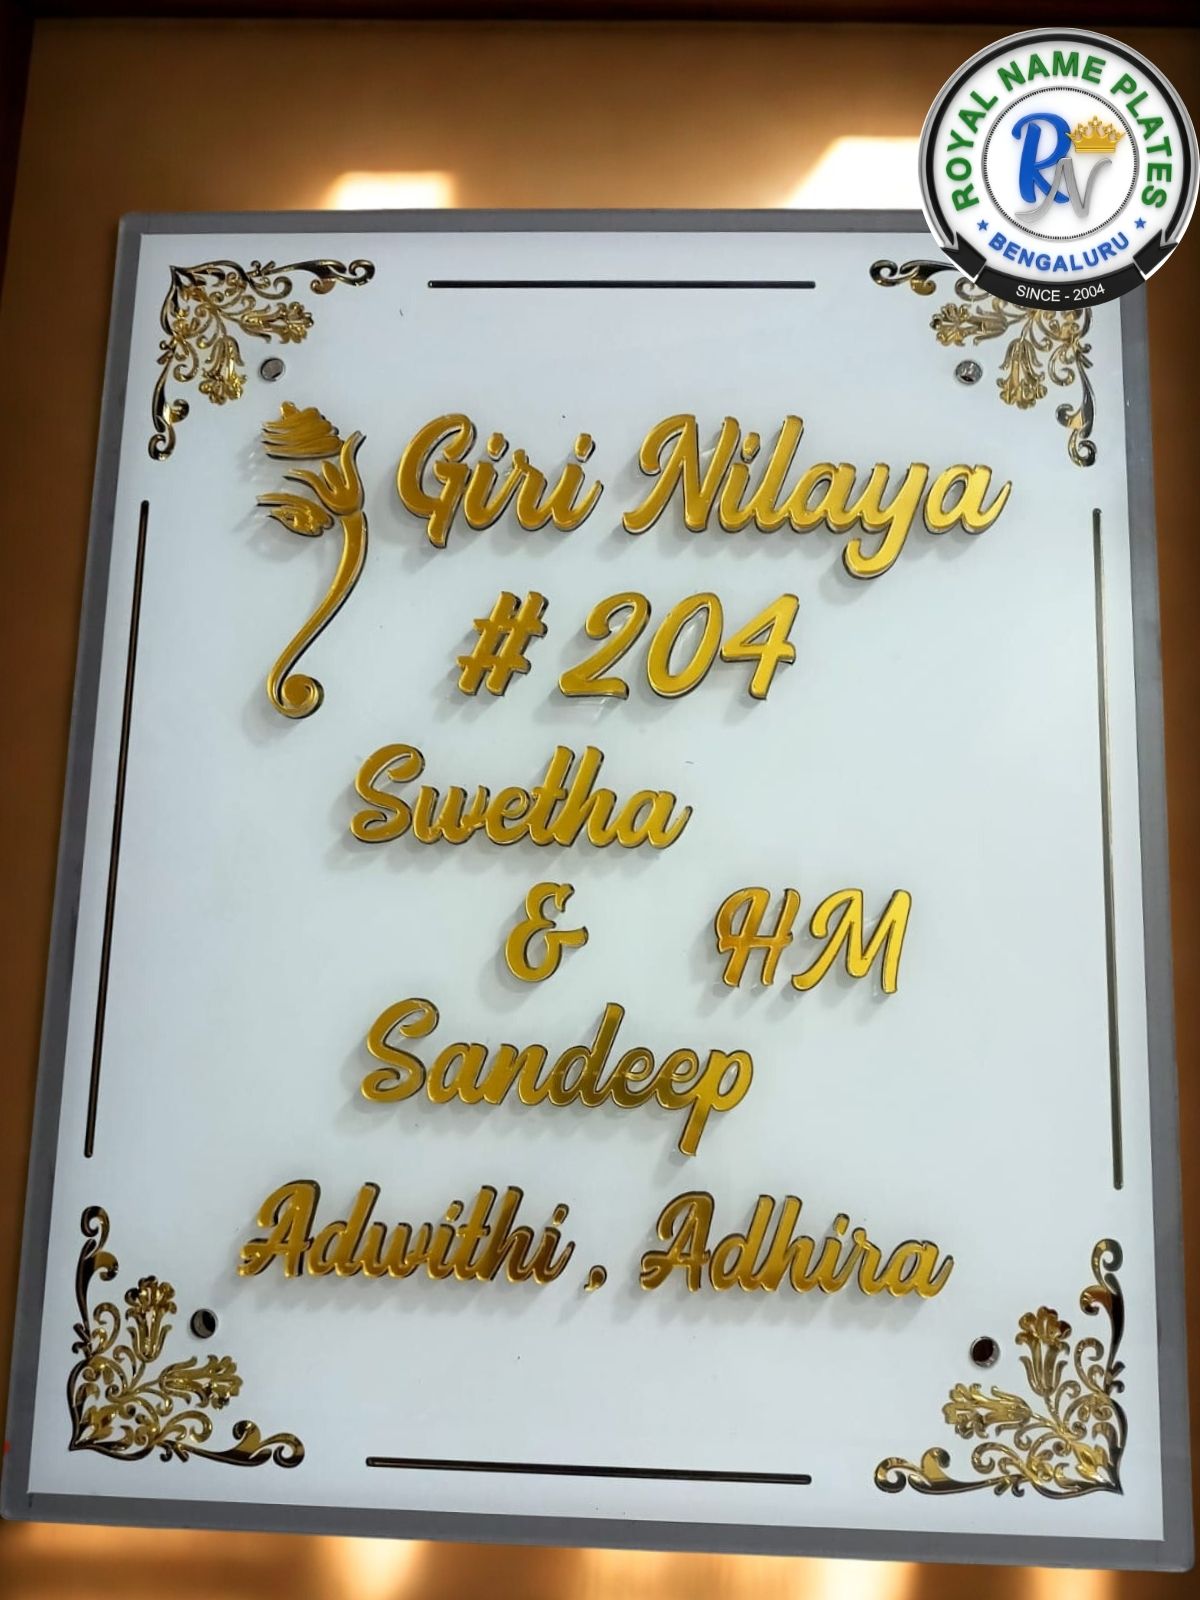 ROYAL NAME PLATES
RN
BENGALURU
SINCE - 2004
Giri Nilaya
# 204
Swetha
& HM
Sandeep
Adwithi , Adhira